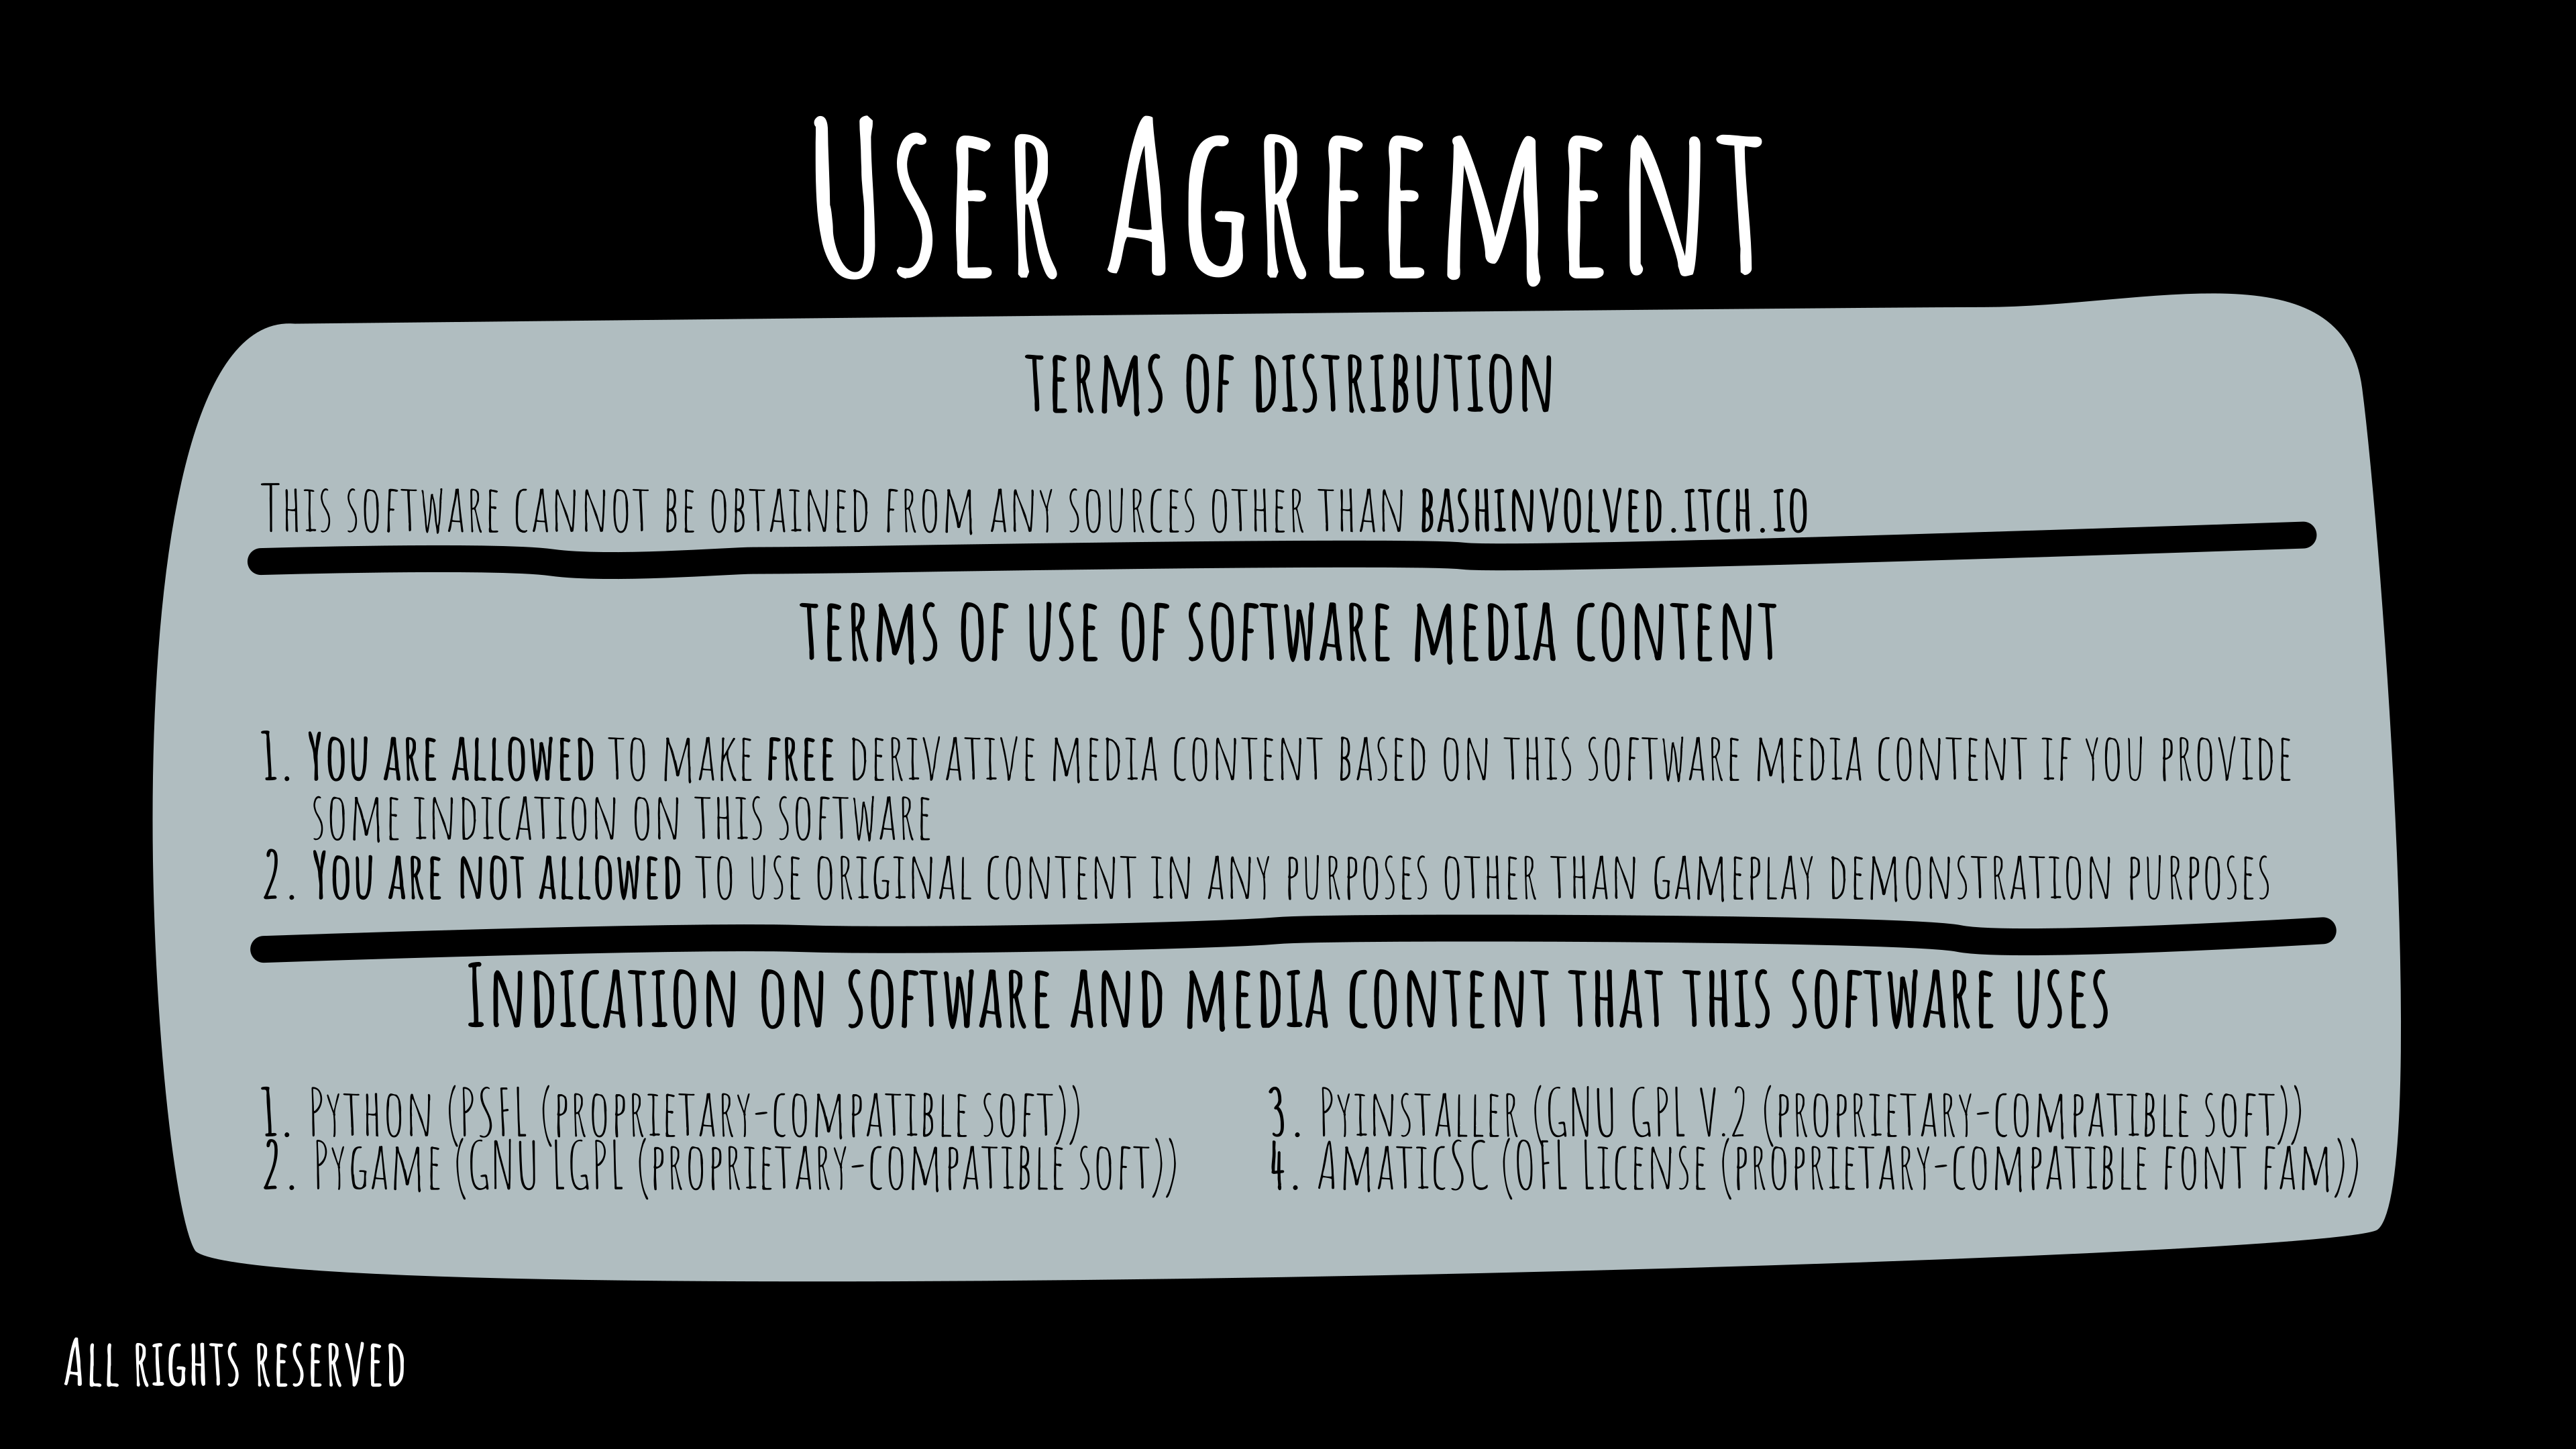 User Agreement
terms of distribution
This software cannot be obtained from any sources other than bashinvolved.itch.io
terms of use of software media content
1. You are allowed to make free derivative media content based on this software media content if you provide
some indication on this software
2. You are not allowed to use original content in any purposes other than gameplay demonstration purposes
Indication on software and media content that this software uses
1. Python (PSFL (proprietary-compatible soft))
2. Pygame (GNU LGPL (proprietary-compatible soft))
3. Pyinstaller (GNU GPL v.2 (proprietary-compatible soft))
4. AmaticSC (OFL License (proprietary-compatible font fam))
All rights reserved